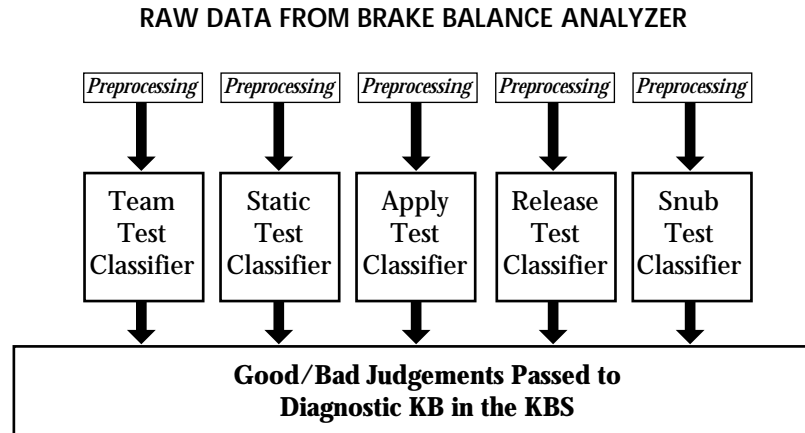 RAW DATA FROM BRAKE BALANCE ANALYZER
Preprocessing Preprocessing Preprocessing Preprocessing Preprocessing
Team
Test
Classifier
Static
Test
Classifier
Apply
Test
Classifier
Release
Test
Classifier
Snub
Test
Classifier
Good/Bad Judgements Passed to
Diagnostic KB in the KBS